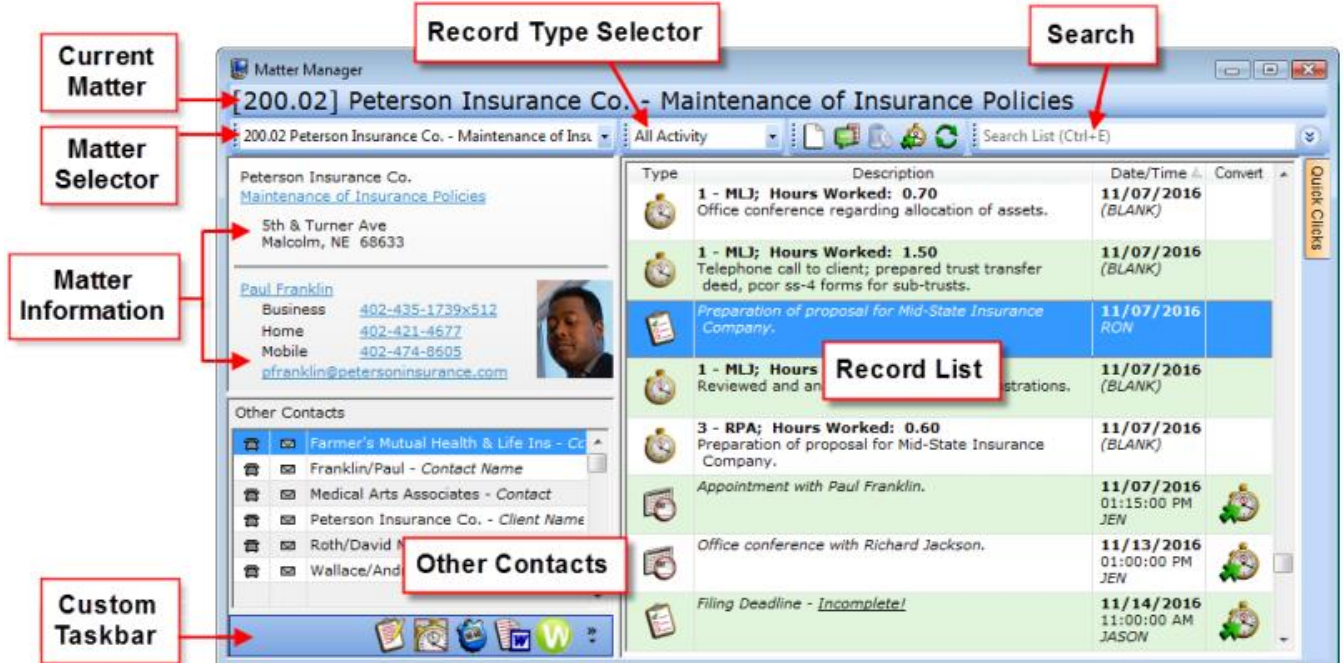 Record Type Selector
Search
Current
Matter
Matter Manager
[200.02] Peterson Insurance Co. - Maintenance of Insurance Policies
Matter
Selector
200.02 Peterson Insurance Co. - Maintenance of Insu
All Activity
Search List (Ctrl+E)
Quick Clicks
Peterson Insurance Co.
Maintenance of Insurance Policies
5th & Turner Ave
Malcolm, NE 68633
Matter
Information
Paul Franklin
Business 402-435-1739x512
Home 402-421-4677
Mobile 402-474-8605
pfranklin@petersoninsurance.com
Other Contacts
Farmer's Mutual Health & Life Ins - Co
Franklin/Paul - Contact Name
Medical Arts Associates - Contact
Peterson Insurance Co. - Client Name
Roth/David
Wallace/And
Other Contacts
Custom
Taskbar
Type Description Date/Time Convert
1 - MLJ; Hours Worked: 0.70 11/07/2016
Office conference regarding allocation of assets. (BLANK)
1 - MLJ; Hours Worked: 1.50 11/07/2016
Telephone call to client; prepared trust transfer (BLANK)
deed, pcor ss-4 forms for sub-trusts.
Preparation of proposal for Mid-State Insurance 11/07/2016
Company. RON
Record List
1 - MLJ; Hours 11/07/2016
Reviewed and (BLANK)
3 - RPA; Hours Worked: 0.60 11/07/2016
Preparation of proposal for Mid-State Insurance (BLANK)
Company.
Appointment with Paul Franklin. 11/07/2016
01:15:00 PM
JEN
Office conference with Richard Jackson. 11/13/2016
01:00:00 PM
JEN
Filing Deadline - Incomplete! 11/14/2016
11:00:00 AM
JASON